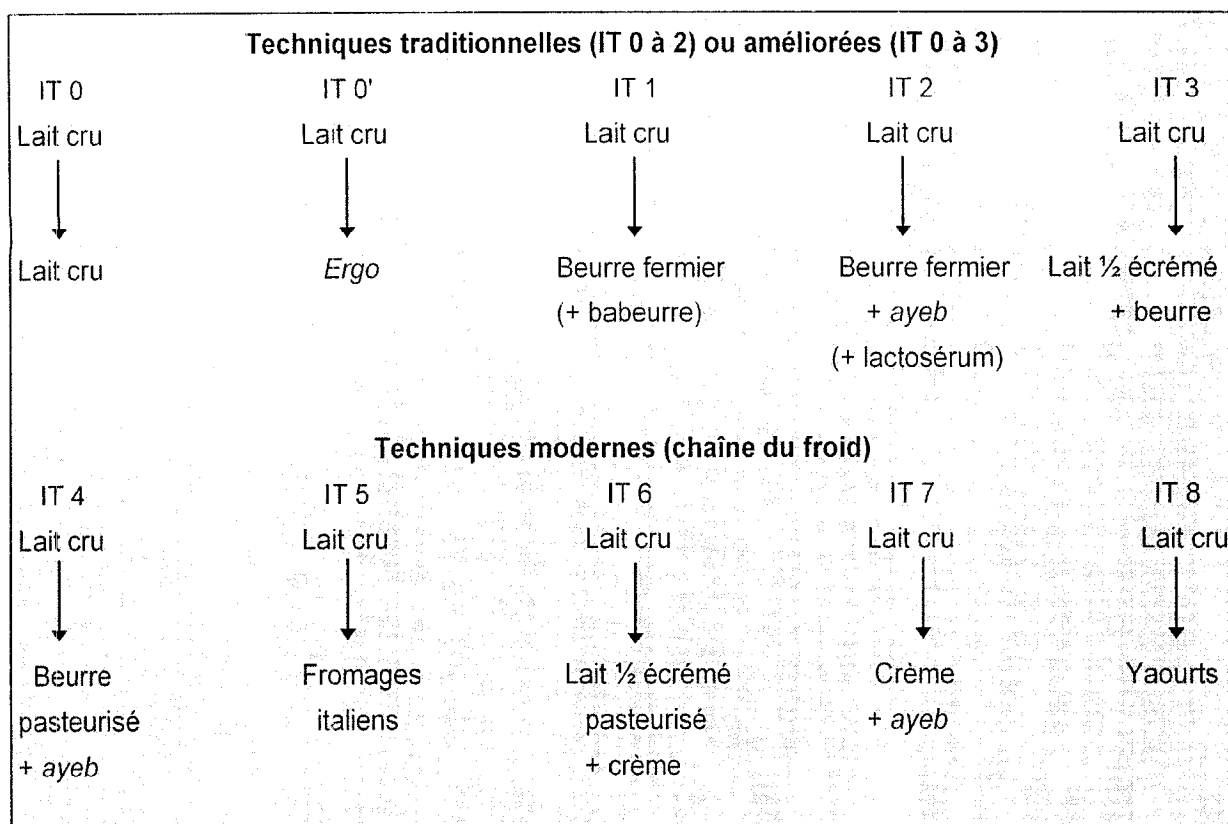 Techniques traditionnelles (IT 0 à 2) ou améliorées (IT 0 à 3)
IT 0 IT 0' IT 1 IT 2 IT 3
Lait cru Lait cru Lait cru Lait cru Lait cru
Lait cru Ergo Beurre fermier Beurre fermier Lait ½ écrémé
(+ babeurre) + ayeb + beurre
(+ lactosérum)
Techniques modernes (chaîne du froid)
IT 4 IT 5 IT 6 IT 7 IT 8
Lait cru Lait cru Lait cru Lait cru Lait cru
Beurre Fromages Lait ½ écrémé Crème Yaourts
pasteurisé italiens pasteurisé + ayeb
+ ayeb + crème